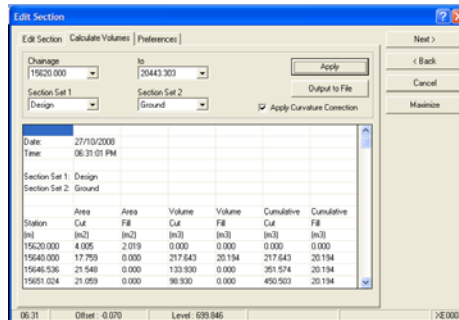 Edit Section
Edit Section Calculate Volumes Preferences
Next >
< Back
Cancel
Maximize
Chainage to
15620.000 20443.303
Apply
Output to File
Section Set 1 Section Set 2
Design Ground
Apply Curvature Correction
Date: 27/10/2008
Time: 06:31:01 PM
Section Set 1: Design
Section Set 2: Ground
Area Area Volume Volume Cumulative Cumulative
Station Cut Fill Cut Fill Cut Fill
(m) (m2) (m2) (m3) (m3) (m3) (m3)
15620.000 4.005 2.019 0.000 0.000 0.000 0.000
15640.000 17.759 0.000 217.643 20.194 217.643 20.194
15646.536 21.548 0.000 133.930 0.000 351.574 20.194
15651.024 21.059 0.000 98.930 0.000 450.503 20.194
06:31 Offset : -0.070 Level : 699.846